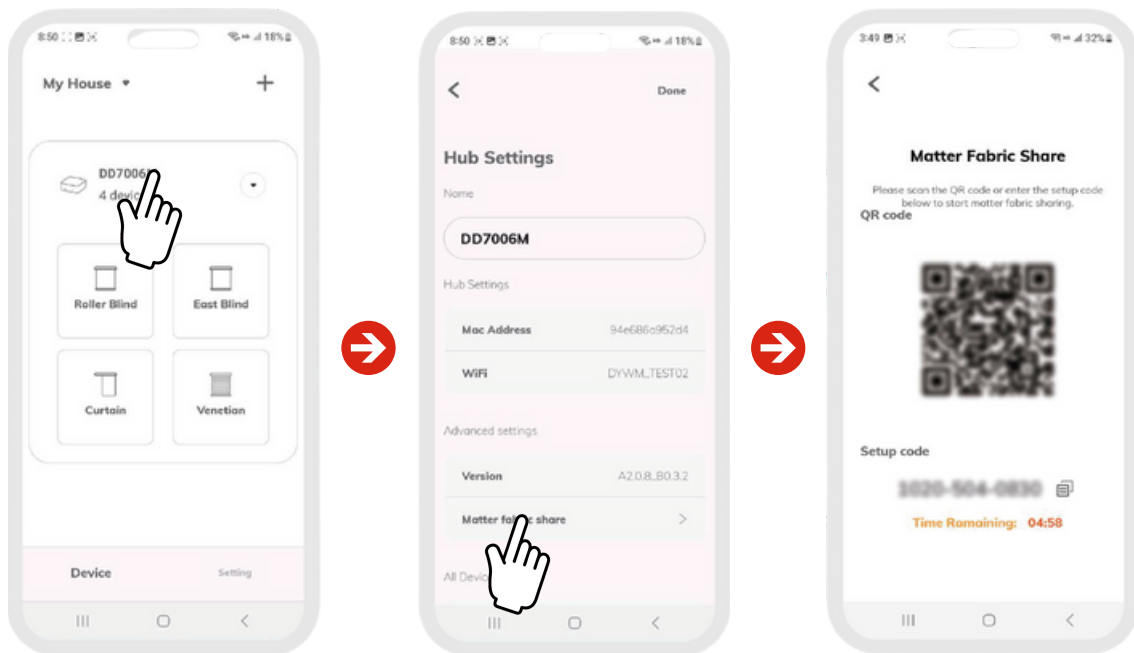 8:50
18%
My House
+
DD7006
4 devic
Roller Blind
East Blind
Curtain
Venetian
Device
Setting
8:50
18%
Done
Hub Settings
Name
DD7006M
Hub Settings
Mac Address
WiFi
DYWM_TEST02
Advanced settings
Version
A2.0.8_B0.3.2
Matter fabric share
All Devic
3:49
32%
Matter Fabric Share
Please scan the QR code or enter the setup code
below to start matter fabric sharing.
QR code
Setup code
Time Remaining: 04:58